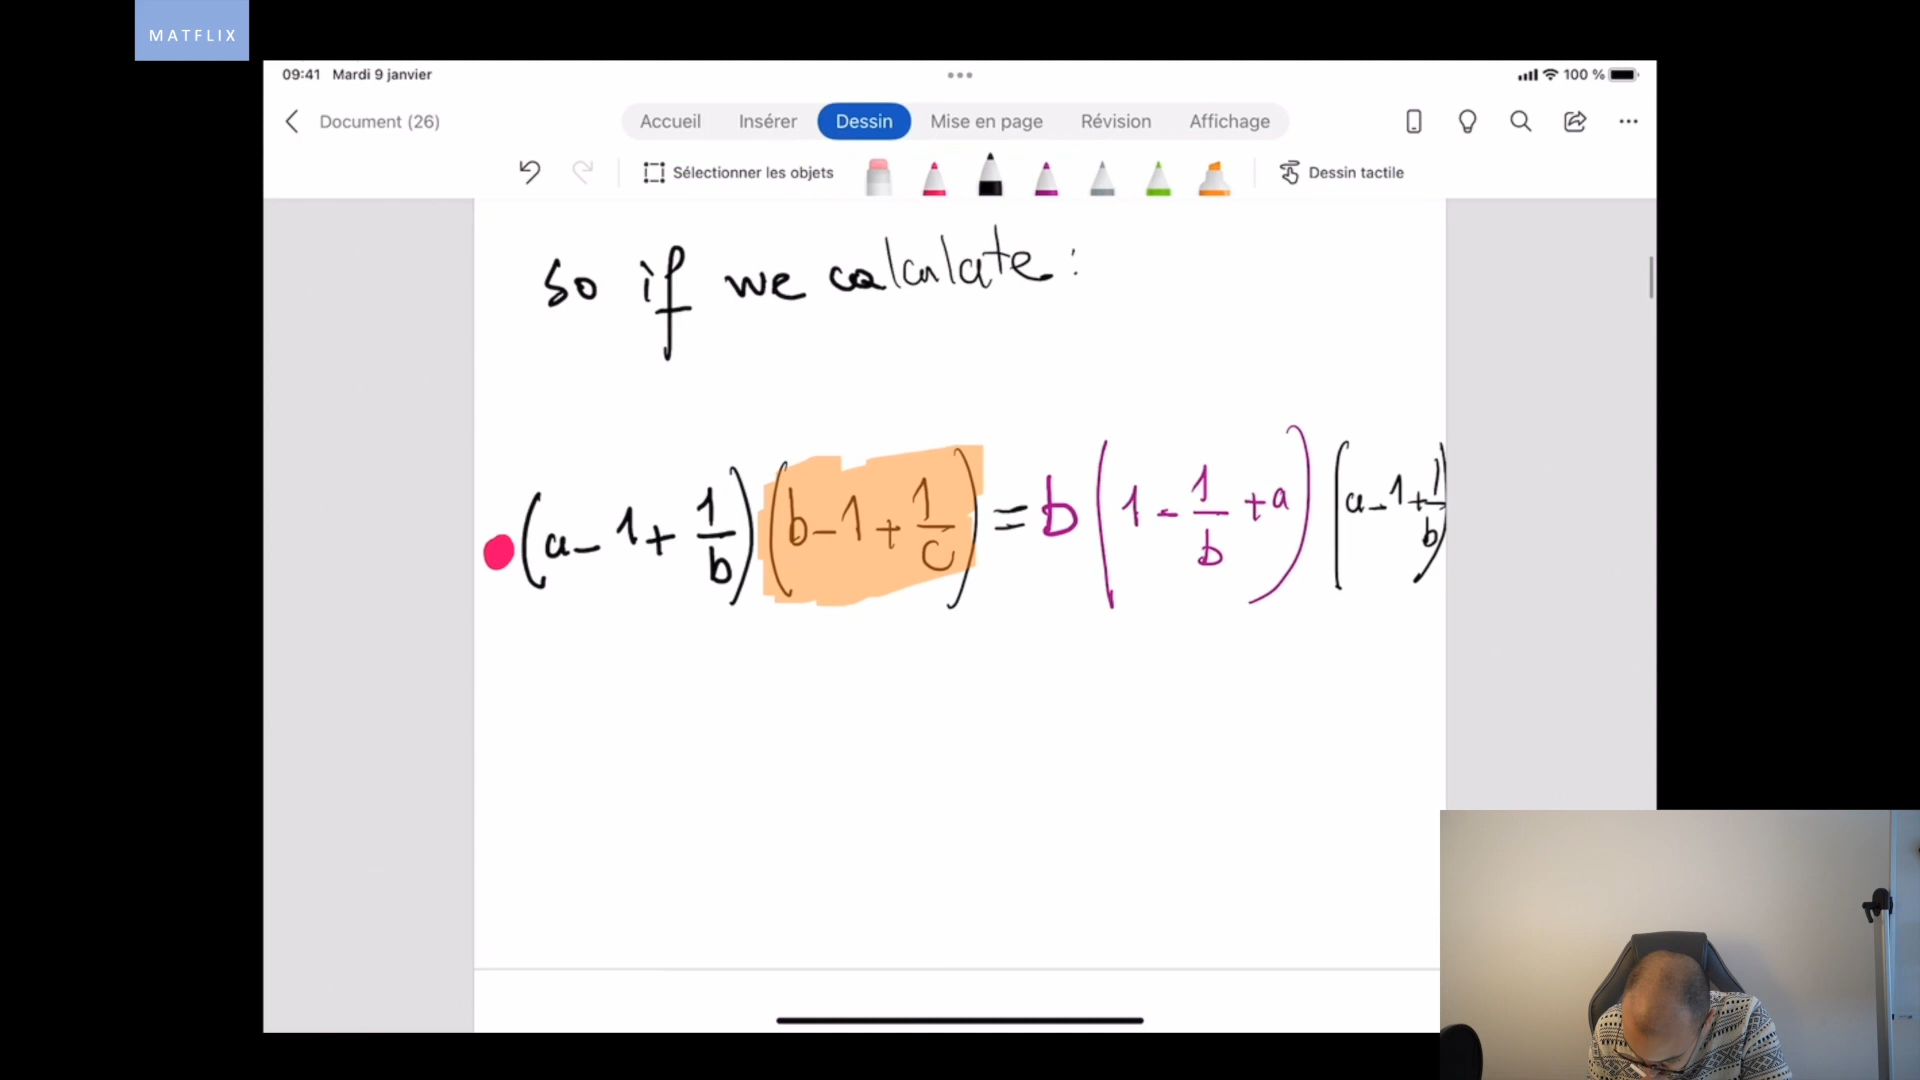 MATFLIX
09:41 Mardi 9 janvier
100 %
Document (26)
Accueil Insérer Dessin Mise en page Révision Affichage
Sélectionner les objets
Dessin tactile
So if we calculate:
(a - 1 + 1/b)(b - 1 + 1/c) = b(1 - 1/b + a)(a - 1 + 1/b)